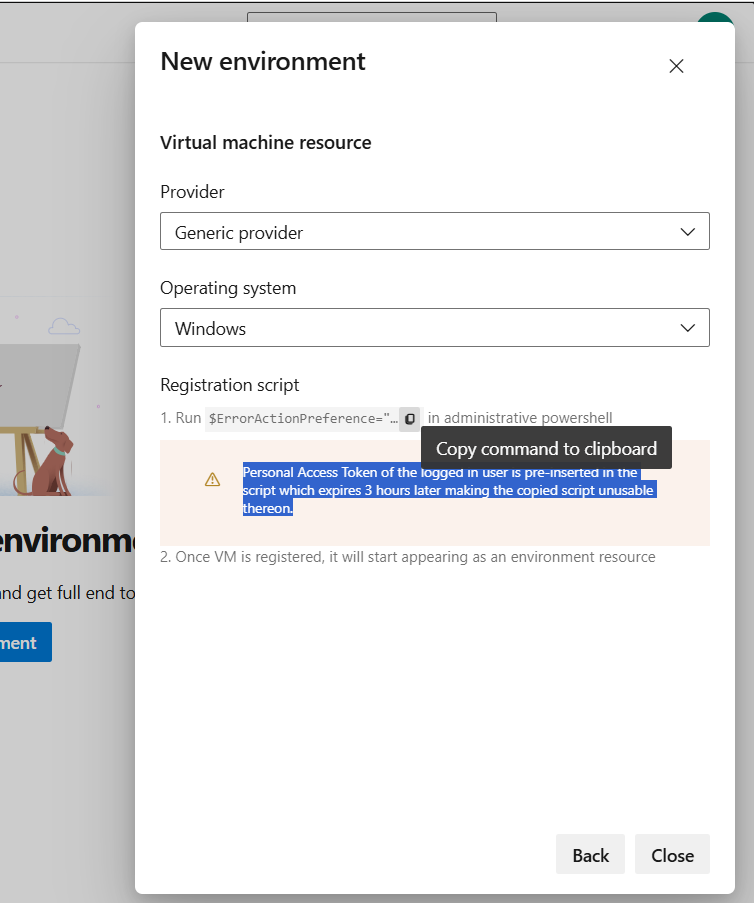 New environment
Virtual machine resource
Provider
Generic provider
Operating system
Windows
Registration script
1. Run $ErrorActionPreference="… in administrative powershell
Copy command to clipboard
Personal Access Token of the logged in user is pre-inserted in the
script which expires 3 hours later making the copied script unusable
thereon.
2. Once VM is registered, it will start appearing as an environment resource
nvironm
nd get full end to
ment
Back
Close